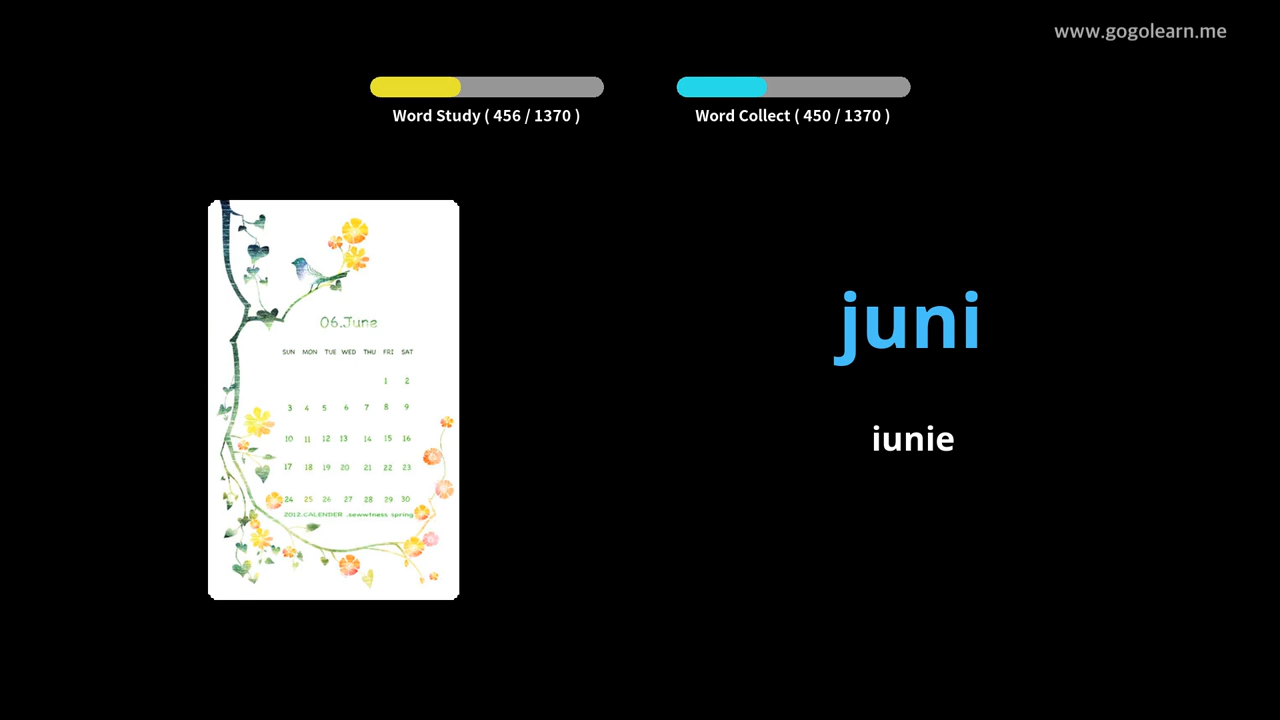 www.gogolearn.me
Word Study ( 456 / 1370 )
Word Collect ( 450 / 1370 )
06.June
SUN MON TUE WED THU FRI SAT
1 2
3 4 5 6 7 8 9
10 11 12 13 14 15 16
17 18 19 20 21 22 23
24 25 26 27 28 29 30
2012.CALENDER .sewwtness spring
juni
iunie